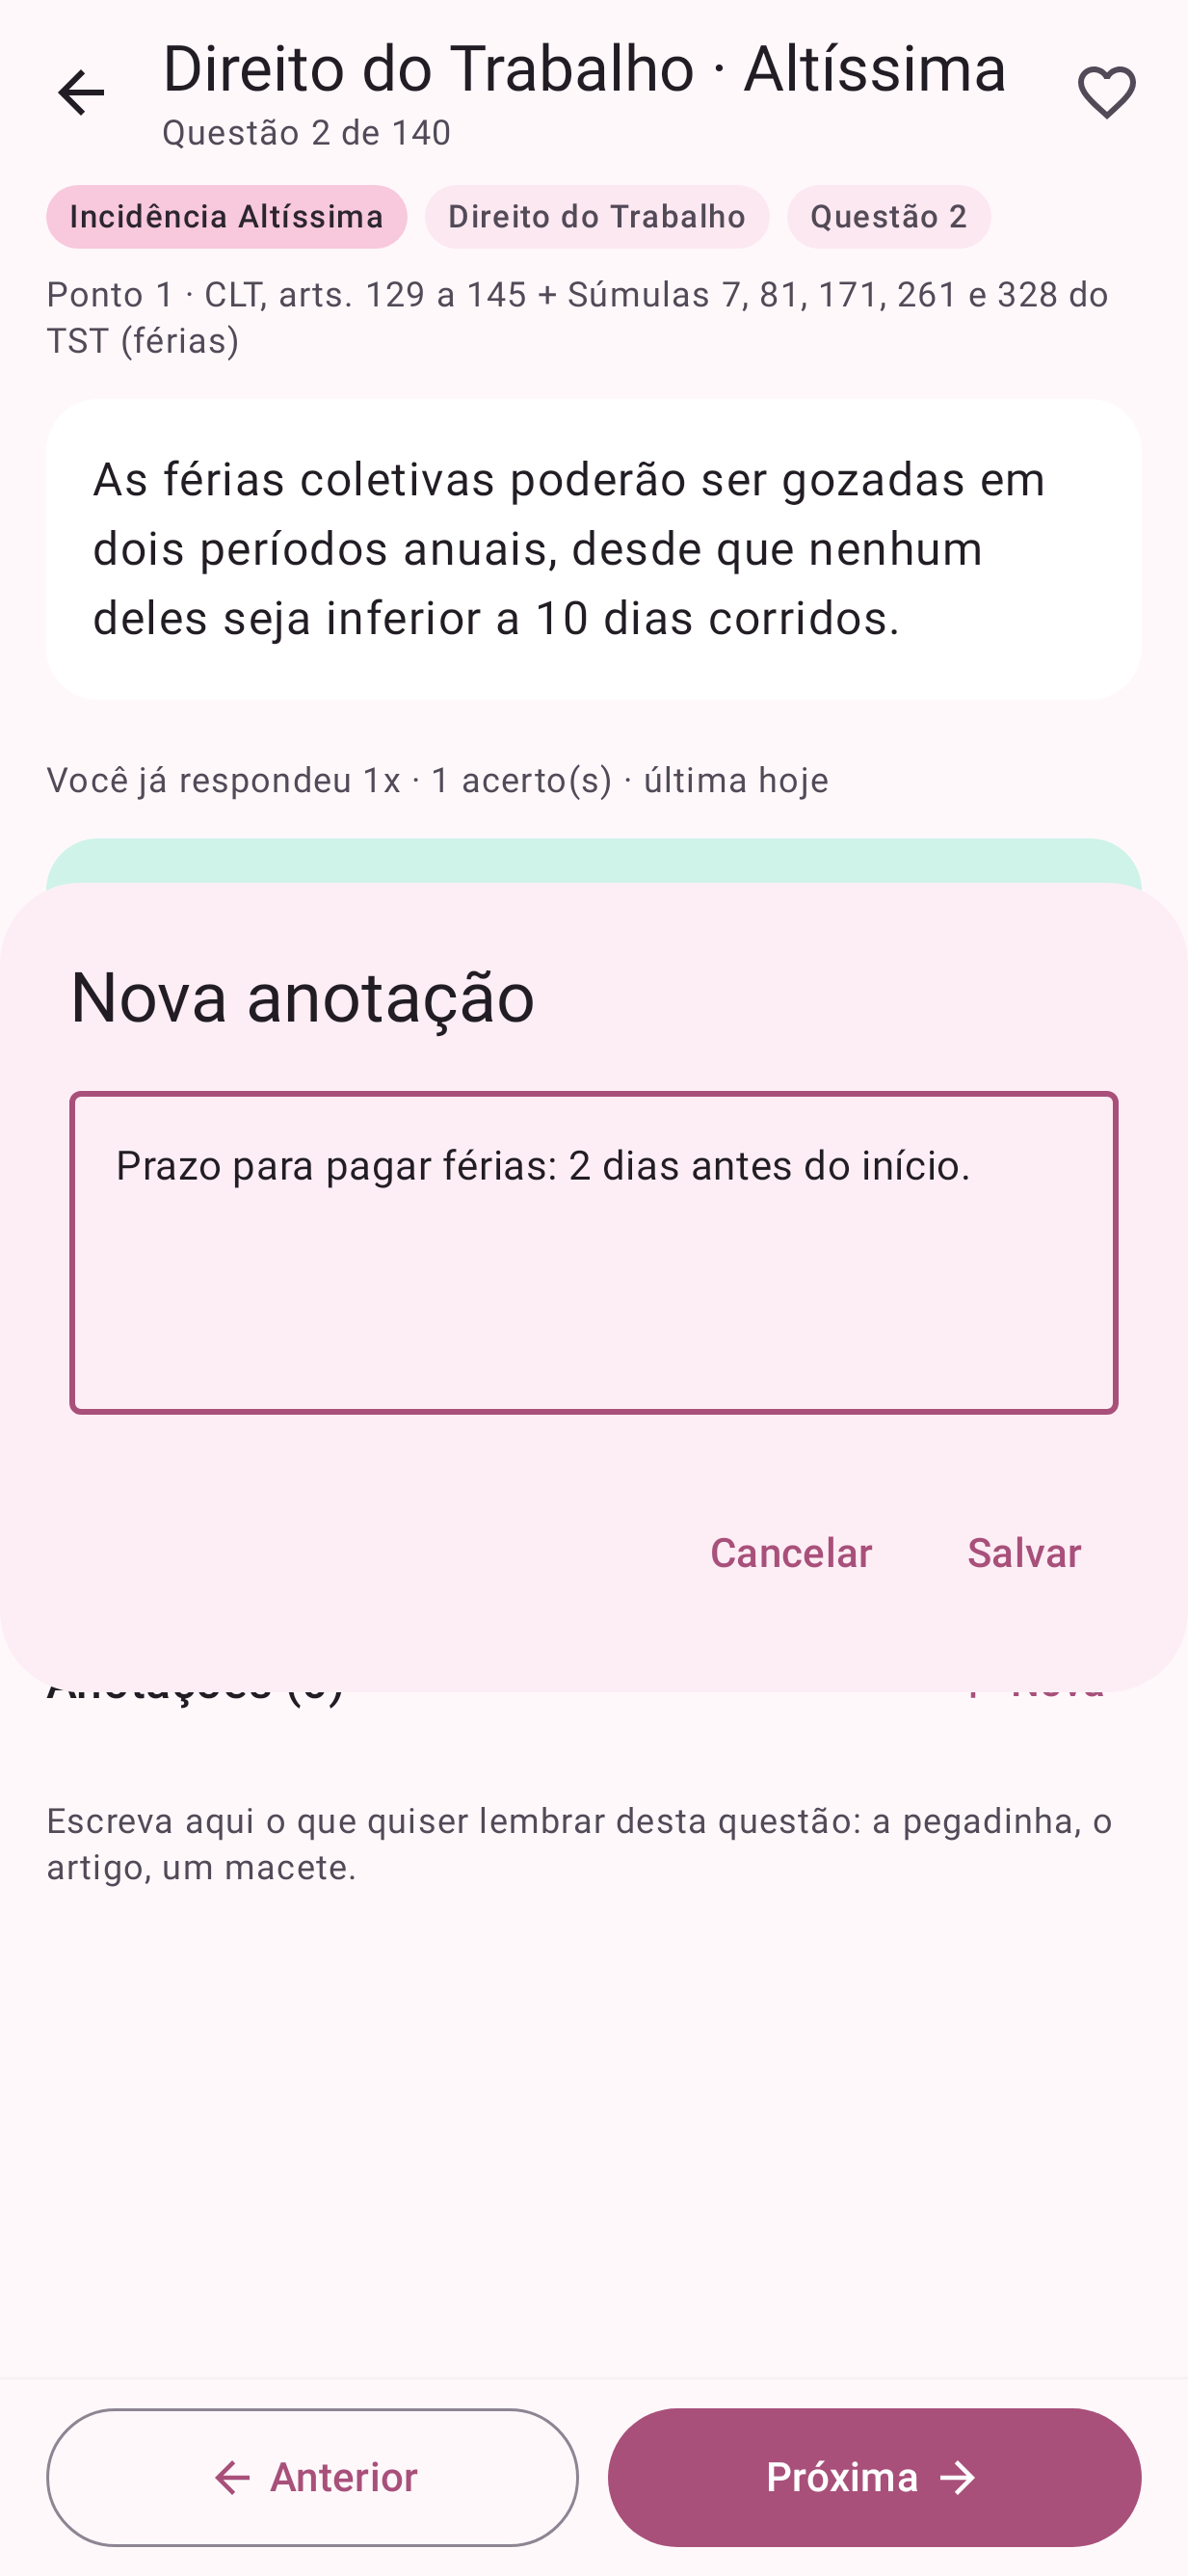 Direito do Trabalho · Altíssima
Questão 2 de 140
Incidência Altíssima
Direito do Trabalho
Questão 2
Ponto 1 · CLT, arts. 129 a 145 + Súmulas 7, 81, 171, 261 e 328 do
TST (férias)
As férias coletivas poderão ser gozadas em
dois períodos anuais, desde que nenhum
deles seja inferior a 10 dias corridos.
Você já respondeu 1x · 1 acerto(s) · última hoje
Nova anotação
Prazo para pagar férias: 2 dias antes do início.
Cancelar
Salvar
Escreva aqui o que quiser lembrar desta questão: a pegadinha, o
artigo, um macete.
Anterior
Próxima